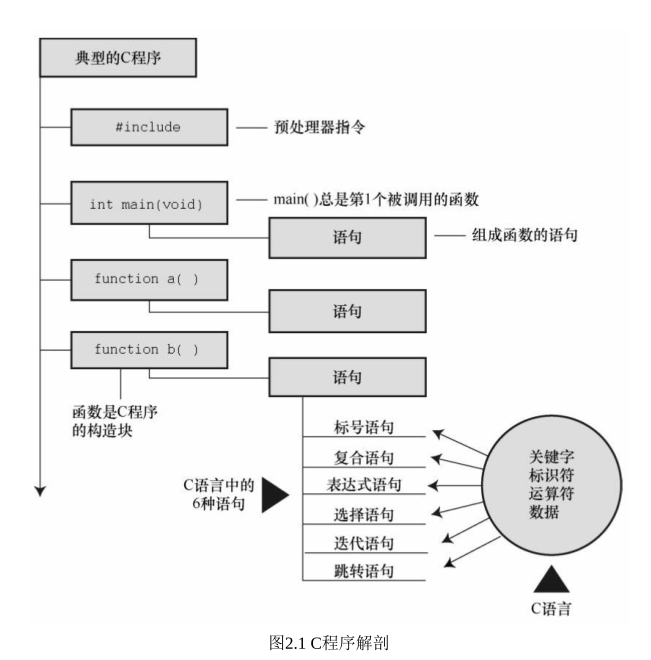 典型的C程序
#include
预处理器指令
int main(void)
main( )总是第1个被调用的函数
语句
组成函数的语句
function a( )
语句
function b( )
语句
函数是C程序
的构造块
标号语句
复合语句
表达式语句
选择语句
迭代语句
跳转语句
C语言中的
6种语句
关键字
标识符
运算符
数据
C语言
图2.1 C程序解剖